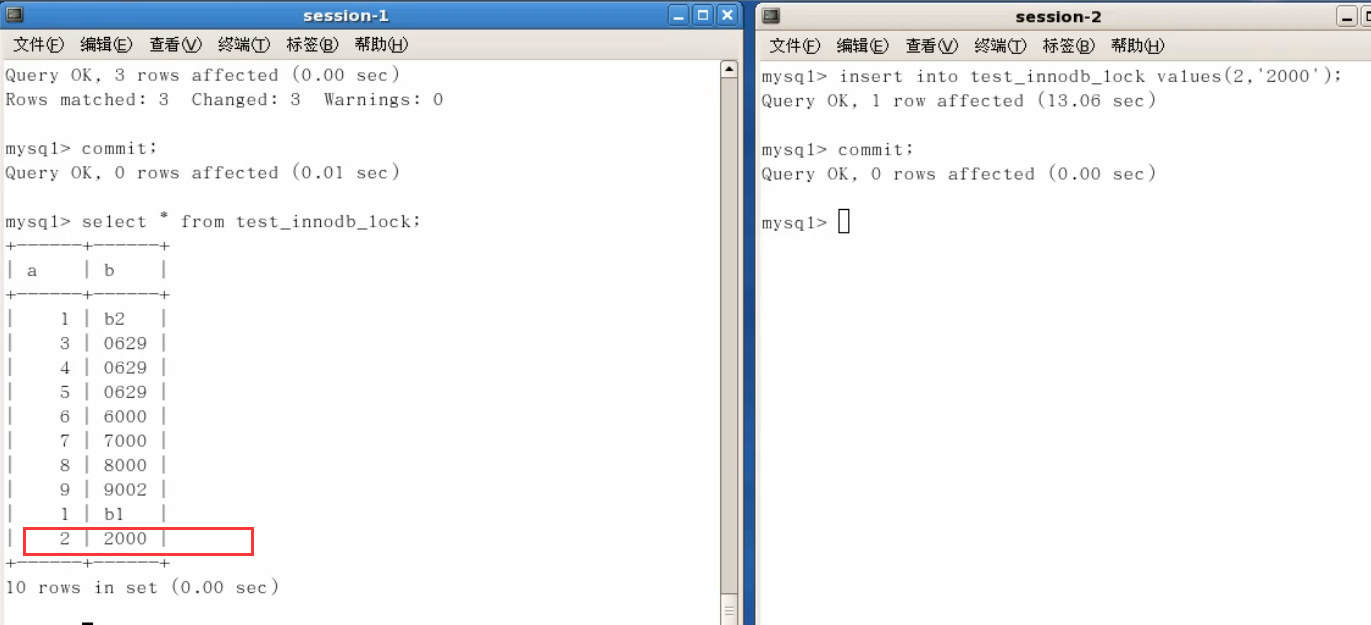 session-1
文件(F) 编辑(E) 查看(V) 终端(T) 标签(B) 帮助(H)
Query OK, 3 rows affected (0.00 sec)
Rows matched: 3  Changed: 3  Warnings: 0
mysql> commit;
Query OK, 0 rows affected (0.01 sec)
mysql> select * from test_innodb_lock;
+------+------+
| a    | b    |
+------+------+
|    1 | b2   |
|    3 | 0629 |
|    4 | 0629 |
|    5 | 0629 |
|    6 | 6000 |
|    7 | 7000 |
|    8 | 8000 |
|    9 | 9002 |
|    1 | b1   |
|    2 | 2000 |
+------+------+
10 rows in set (0.00 sec)
session-2
文件(F) 编辑(E) 查看(V) 终端(T) 标签(B) 帮助(H)
mysql> insert into test_innodb_lock values(2,'2000');
Query OK, 1 row affected (13.06 sec)
mysql> commit;
Query OK, 0 rows affected (0.00 sec)
mysql>